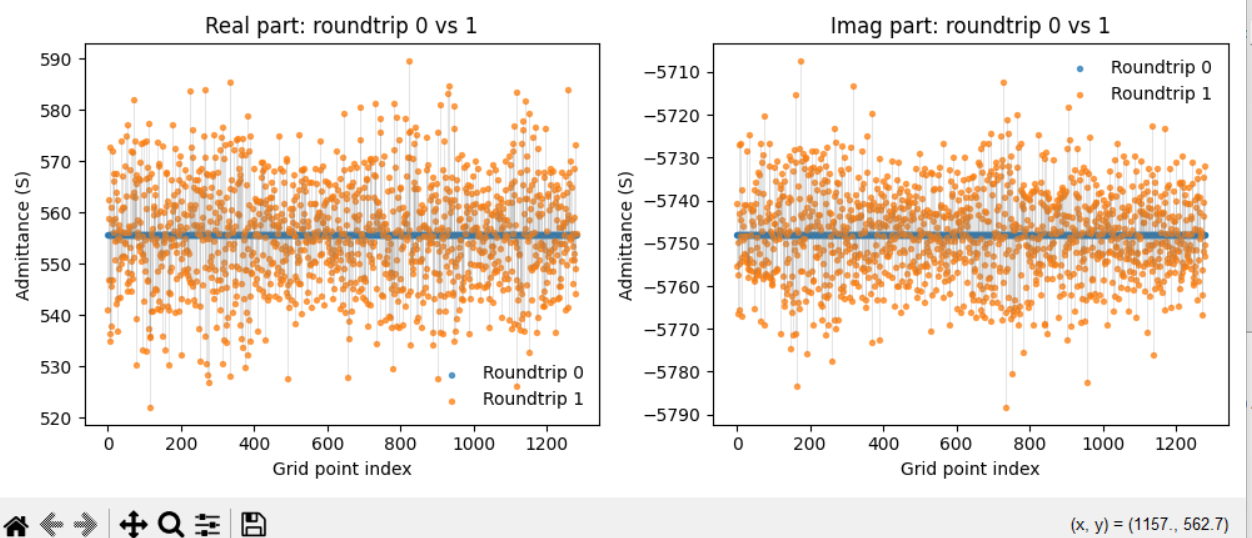 Real part: roundtrip 0 vs 1
590
580
570
560
550
540
530
520
Admittance (S)
Roundtrip 0
Roundtrip 1
0 200 400 600 800 1000 1200
Grid point index
Imag part: roundtrip 0 vs 1
−5710
−5720
−5730
−5740
−5750
−5760
−5770
−5780
−5790
Admittance (S)
Roundtrip 0
Roundtrip 1
0 200 400 600 800 1000 1200
Grid point index
(x, y) = (1157., 562.7)